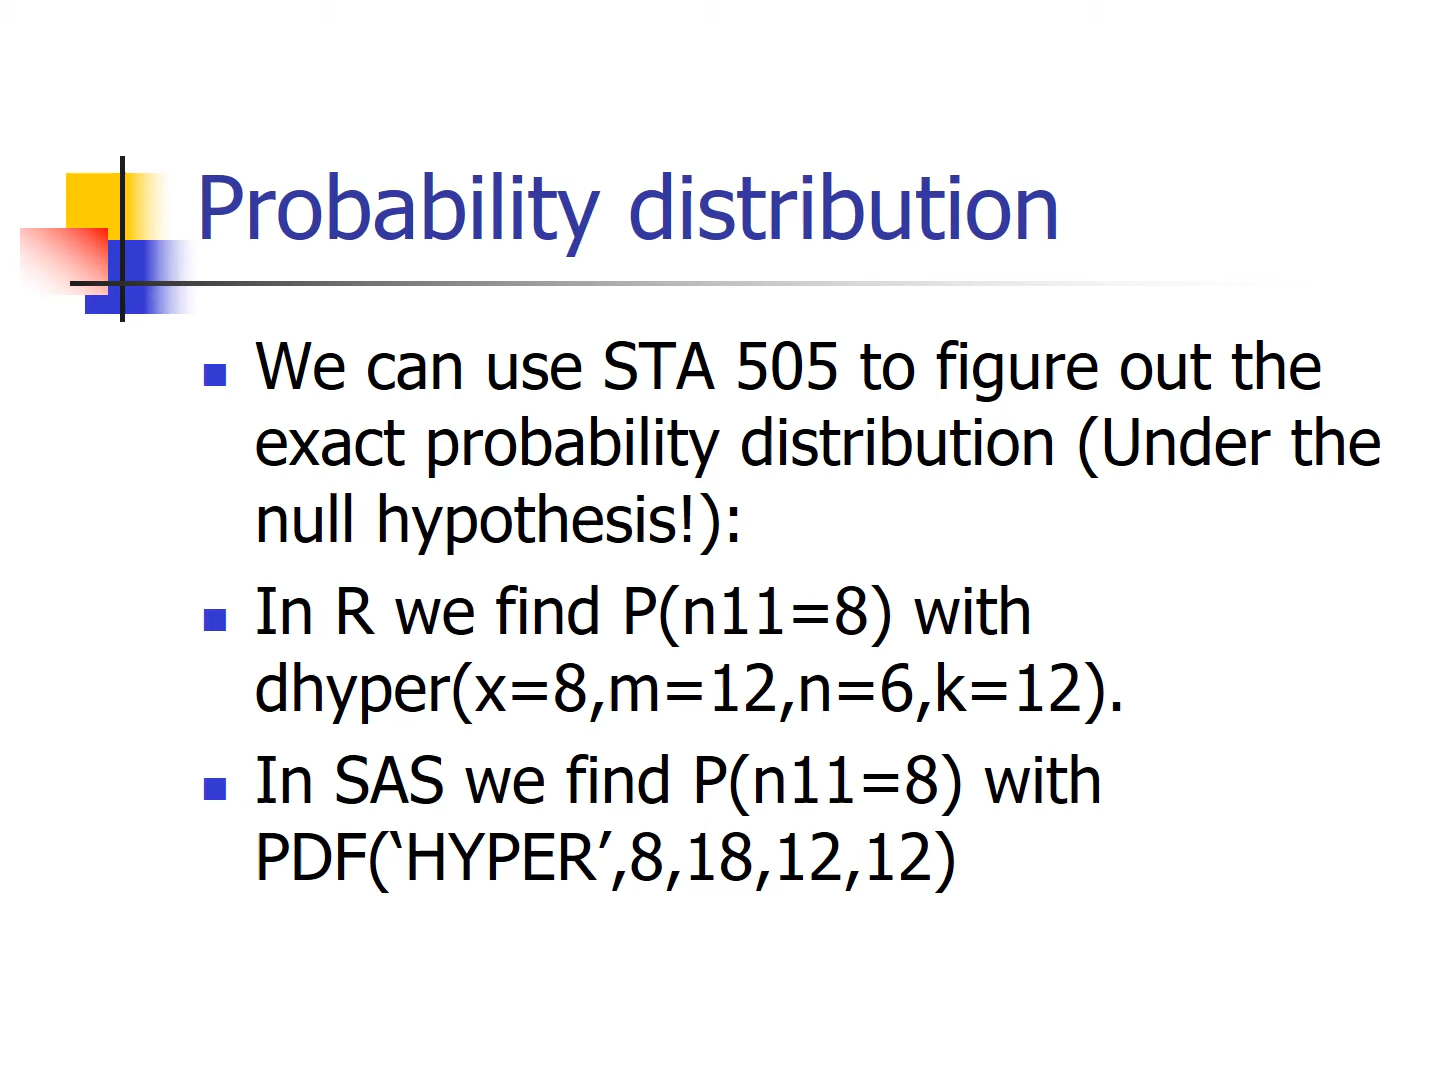 Probability distribution
We can use STA 505 to figure out the
exact probability distribution (Under the
null hypothesis!):
In R we find P(n11=8) with
dhyper(x=8,m=12,n=6,k=12).
In SAS we find P(n11=8) with
PDF(‘HYPER’,8,18,12,12)